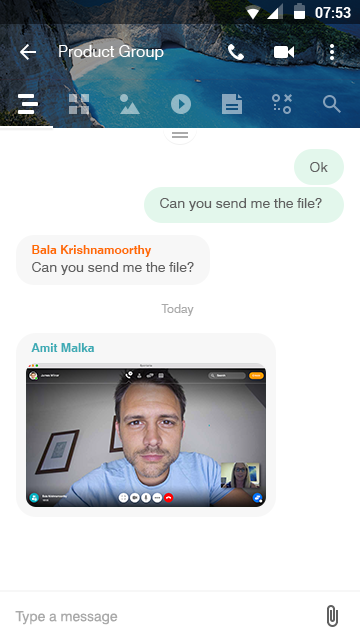 07:53
Product Group
Ok
Can you send me the file?
Bala Krishnamoorthy
Can you send me the file?
Today
Amit Malka
Search
Type a message